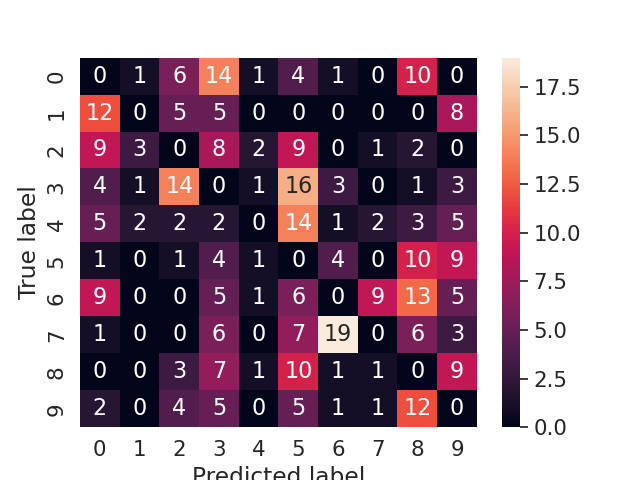 0 0 1 6 14 1 4 1 0 10 0
1 12 0 5 5 0 0 0 0 0 8
2 9 3 0 8 2 9 0 1 2 0
3 4 1 14 0 1 16 3 0 1 3
4 5 2 2 2 0 14 1 2 3 5
5 1 0 1 4 1 0 4 0 10 9
6 9 0 0 5 1 6 0 9 13 5
7 1 0 0 6 0 7 19 0 6 3
8 0 0 3 7 1 10 1 1 0 9
9 2 0 4 5 0 5 1 1 12 0
0 1 2 3 4 5 6 7 8 9
Predicted label
True label
17.5
15.0
12.5
10.0
7.5
5.0
2.5
0.0